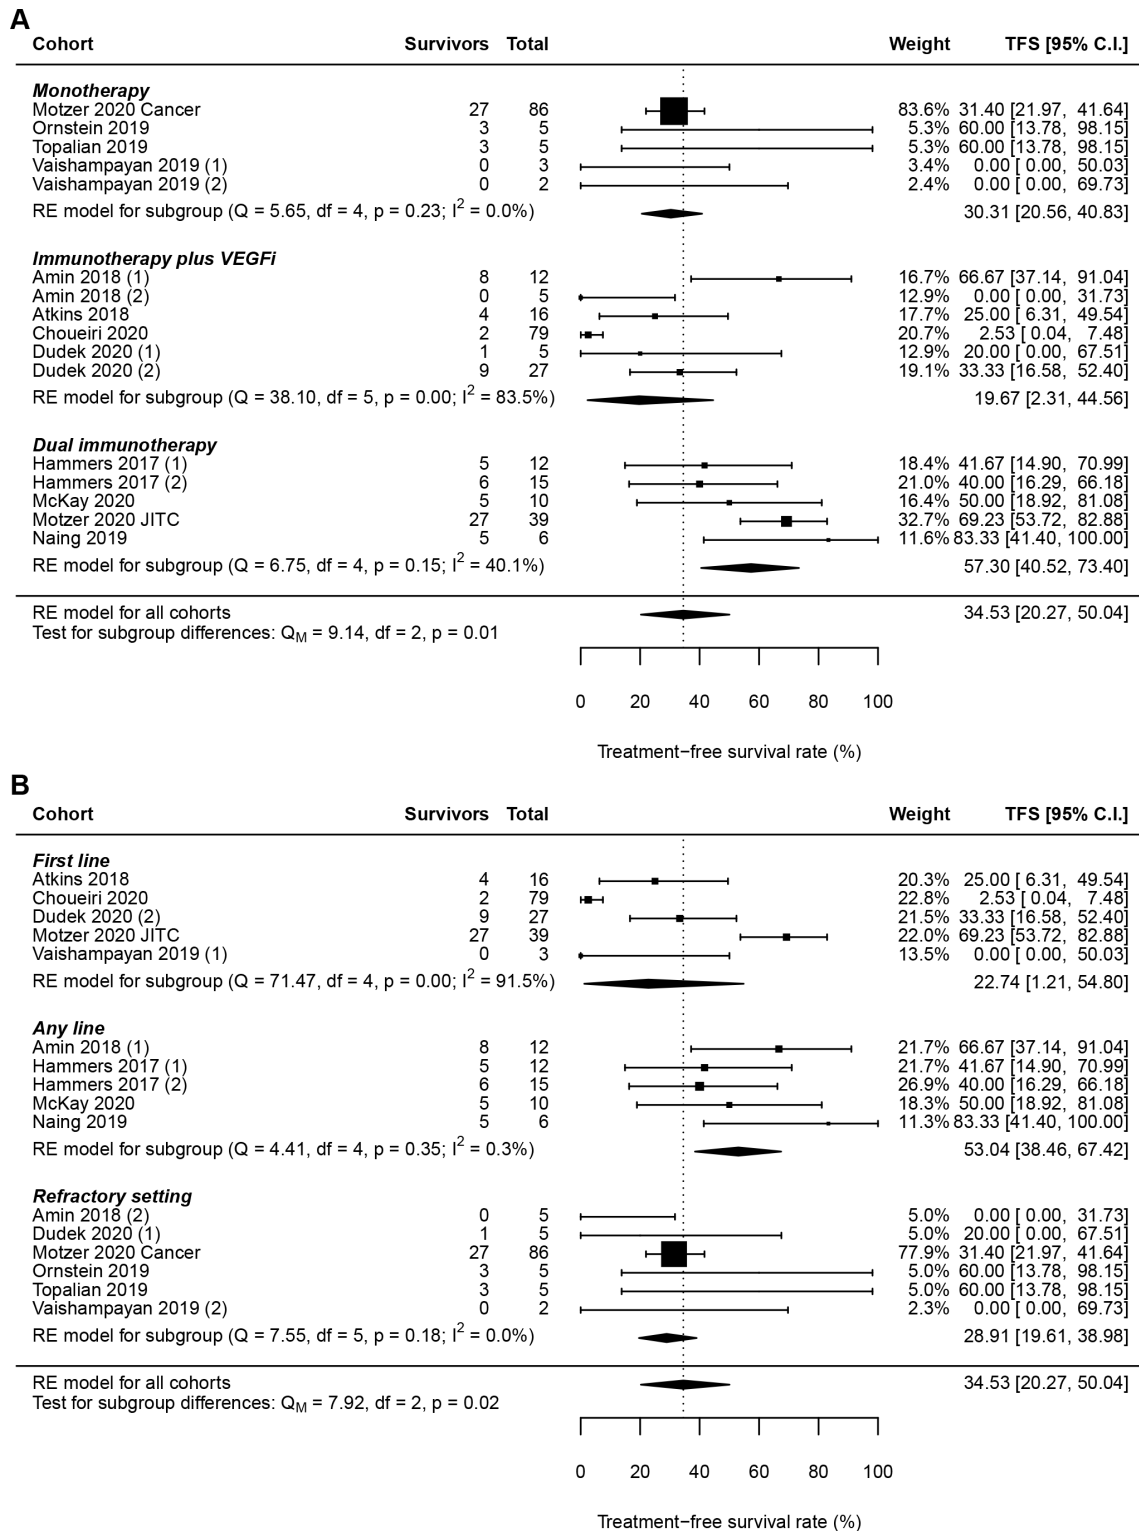 A
Cohort Survivors Total Weight TFS [95% C.I.]
Monotherapy
Motzer 2020 Cancer 27 86 83.6% 31.40 [21.97, 41.64]
Ornstein 2019 3 5 5.3% 60.00 [13.78, 98.15]
Topalian 2019 3 5 5.3% 60.00 [13.78, 98.15]
Vaishampayan 2019 (1) 0 3 3.4% 0.00 [ 0.00, 50.03]
Vaishampayan 2019 (2) 0 2 2.4% 0.00 [ 0.00, 69.73]
RE model for subgroup (Q = 5.65, df = 4, p = 0.23; I² = 0.0%) 30.31 [20.56, 40.83]
Immunotherapy plus VEGFi
Amin 2018 (1) 8 12 16.7% 66.67 [37.14, 91.04]
Amin 2018 (2) 0 5 12.9% 0.00 [ 0.00, 31.73]
Atkins 2018 4 16 17.7% 25.00 [ 6.31, 49.54]
Choueiri 2020 2 79 20.7% 2.53 [ 0.04, 7.48]
Dudek 2020 (1) 1 5 12.9% 20.00 [ 0.00, 67.51]
Dudek 2020 (2) 9 27 19.1% 33.33 [16.58, 52.40]
RE model for subgroup (Q = 38.10, df = 5, p = 0.00; I² = 83.5%) 19.67 [2.31, 44.56]
Dual immunotherapy
Hammers 2017 (1) 5 12 18.4% 41.67 [14.90, 70.99]
Hammers 2017 (2) 6 15 21.0% 40.00 [16.29, 66.18]
McKay 2020 5 10 16.4% 50.00 [18.92, 81.08]
Motzer 2020 JITC 27 39 32.7% 69.23 [53.72, 82.88]
Naing 2019 5 6 11.6% 83.33 [41.40, 100.00]
RE model for subgroup (Q = 6.75, df = 4, p = 0.15; I² = 40.1%) 57.30 [40.52, 73.40]
RE model for all cohorts 34.53 [20.27, 50.04]
Test for subgroup differences: Q_M = 9.14, df = 2, p = 0.01
0 20 40 60 80 100
Treatment−free survival rate (%)
B
Cohort Survivors Total Weight TFS [95% C.I.]
First line
Atkins 2018 4 16 20.3% 25.00 [ 6.31, 49.54]
Choueiri 2020 2 79 22.8% 2.53 [ 0.04, 7.48]
Dudek 2020 (2) 9 27 21.5% 33.33 [16.58, 52.40]
Motzer 2020 JITC 27 39 22.0% 69.23 [53.72, 82.88]
Vaishampayan 2019 (1) 0 3 13.5% 0.00 [ 0.00, 50.03]
RE model for subgroup (Q = 71.47, df = 4, p = 0.00; I² = 91.5%) 22.74 [1.21, 54.80]
Any line
Amin 2018 (1) 8 12 21.7% 66.67 [37.14, 91.04]
Hammers 2017 (1) 5 12 21.7% 41.67 [14.90, 70.99]
Hammers 2017 (2) 6 15 26.9% 40.00 [16.29, 66.18]
McKay 2020 5 10 18.3% 50.00 [18.92, 81.08]
Naing 2019 5 6 11.3% 83.33 [41.40, 100.00]
RE model for subgroup (Q = 4.41, df = 4, p = 0.35; I² = 0.3%) 53.04 [38.46, 67.42]
Refractory setting
Amin 2018 (2) 0 5 5.0% 0.00 [ 0.00, 31.73]
Dudek 2020 (1) 1 5 5.0% 20.00 [ 0.00, 67.51]
Motzer 2020 Cancer 27 86 77.9% 31.40 [21.97, 41.64]
Ornstein 2019 3 5 5.0% 60.00 [13.78, 98.15]
Topalian 2019 3 5 5.0% 60.00 [13.78, 98.15]
Vaishampayan 2019 (2) 0 2 2.3% 0.00 [ 0.00, 69.73]
RE model for subgroup (Q = 7.55, df = 5, p = 0.18; I² = 0.0%) 28.91 [19.61, 38.98]
RE model for all cohorts 34.53 [20.27, 50.04]
Test for subgroup differences: Q_M = 7.92, df = 2, p = 0.02
0 20 40 60 80 100
Treatment−free survival rate (%)